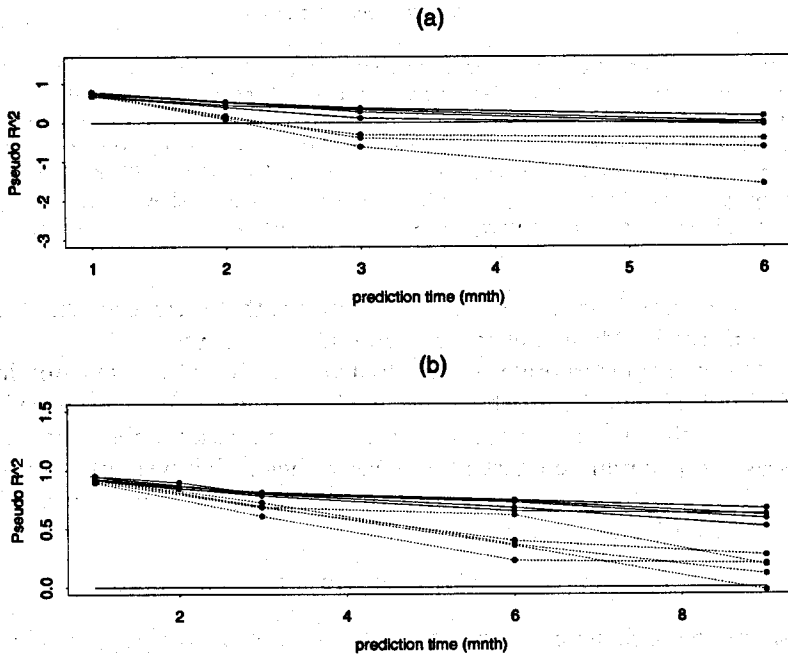 (a)
Pseudo R^2
1
0
-1
-2
-3
1 2 3 4 5 6
prediction time (mnth)
(b)
Pseudo R^2
1.5
1.0
0.5
0.0
2 4 6 8
prediction time (mnth)